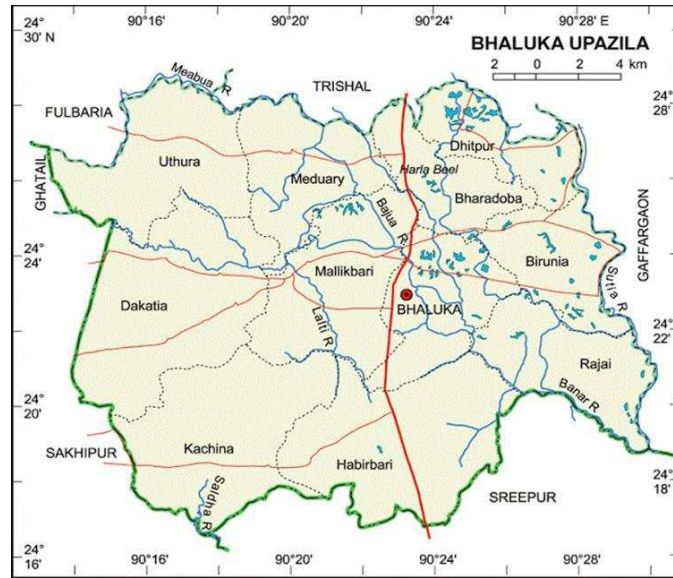 90°16' 90°20' 90°24' 90°28' E
24°
30' N
BHALUKA UPAZILA
2 0 2 4 km
Meabua R
TRISHAL
24°
28'
FULBARIA
Dhitpur
Uthura
GHATAIL
Meduary
Harla Beel
Bharadoba
Bajua R
GAFFARGAON
24°
24'
Mallikbari
Birunia
Sutia R
Dakatia
BHALUKA
Lalti R
24°
22'
Rajai
Banar R
24°
20'
SAKHIPUR
Kachina
Habirbari
Saldha R
SREEPUR
24°
18'
24°
16'
90°16' 90°20' 90°24' 90°28'